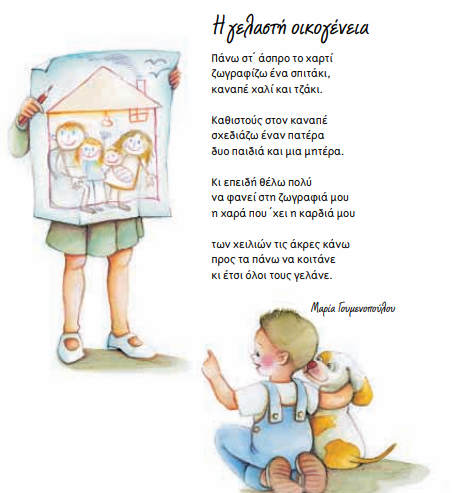 Η γελαστή οικογένεια
Πάνω στ΄ άσπρο το χαρτί
ζωγραφίζω ένα σπιτάκι,
καναπέ χαλί και τζάκι.
Καθιστούς στον καναπέ
σχεδιάζω έναν πατέρα
δυο παιδιά και μια μητέρα.
Κι επειδή θέλω πολύ
να φανεί στη ζωγραφιά μου
η χαρά που ΄χει η καρδιά μου
των χειλιών τις άκρες κάνω
προς τα πάνω να κοιτάνε
κι έτσι όλοι τους γελάνε.
Μαρία Γουμενοπούλου